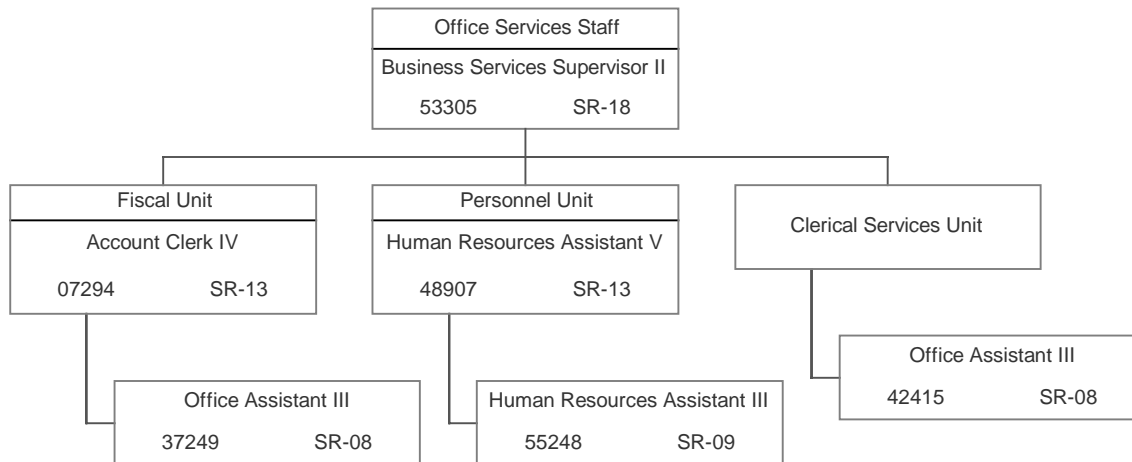 Office Services Staff
Business Services Supervisor II
53305 SR-18
Fiscal Unit
Account Clerk IV
07294 SR-13
Personnel Unit
Human Resources Assistant V
48907 SR-13
Clerical Services Unit
Office Assistant III
37249 SR-08
Human Resources Assistant III
55248 SR-09
Office Assistant III
42415 SR-08